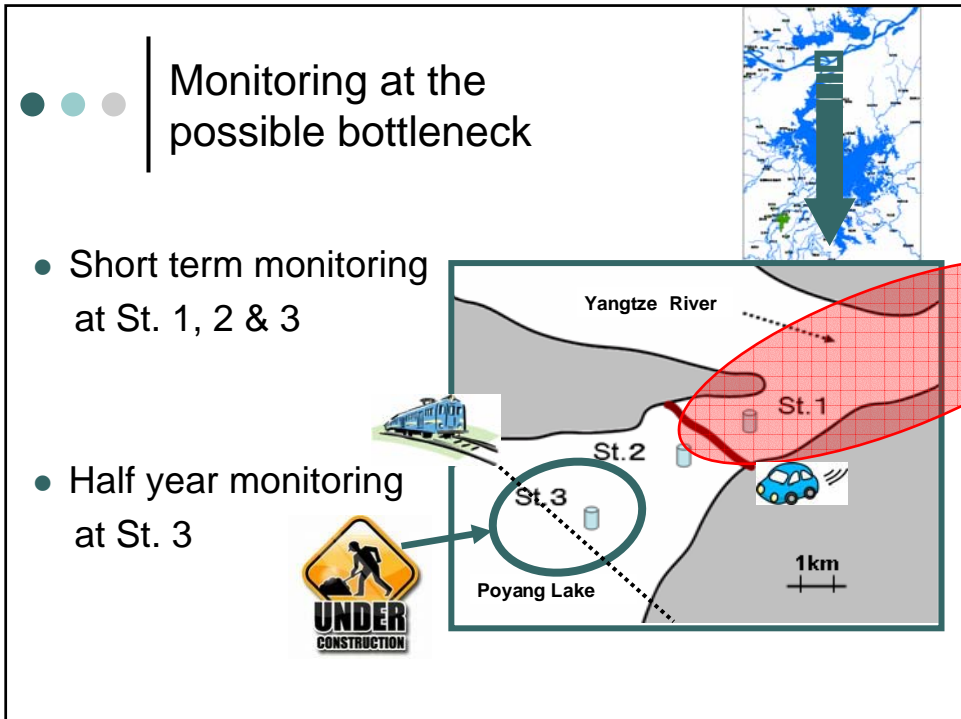 Monitoring at the
possible bottleneck
Short term monitoring
at St. 1, 2 & 3
Half year monitoring
at St. 3
Yangtze River
St.1
St.2
St.3
1km
Poyang Lake
UNDER
CONSTRUCTION